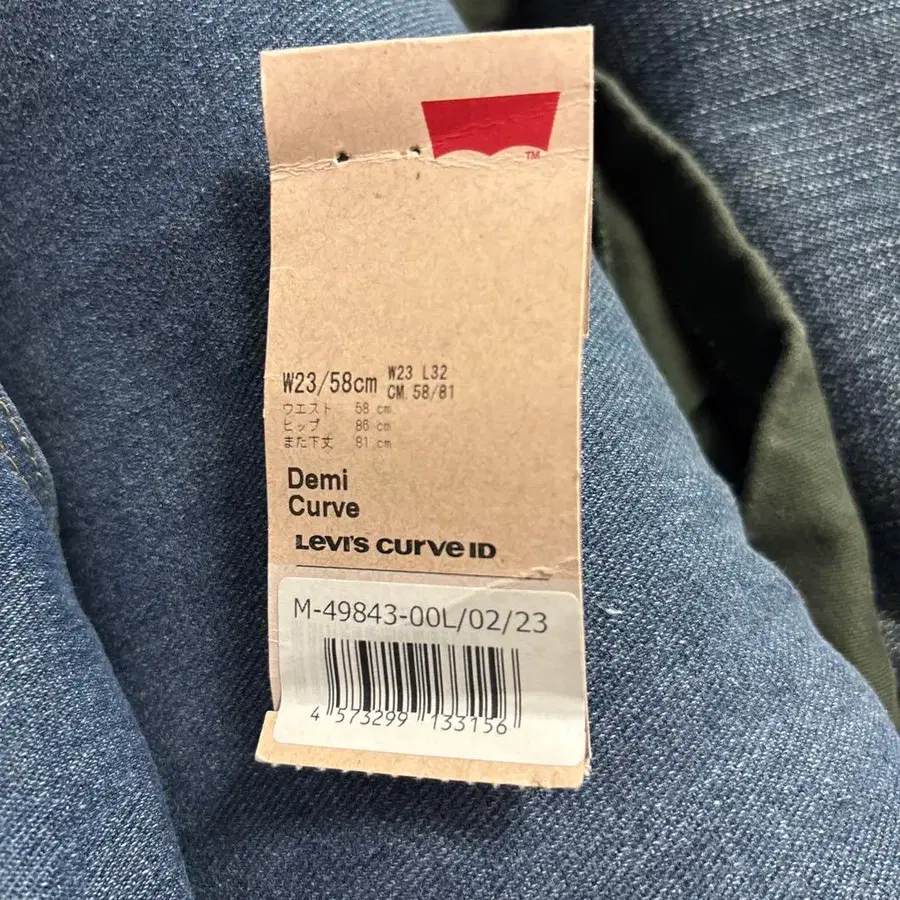 TM
W23/58cm
W23 L32
CM 58/81
ウエスト 58 cm
ヒップ 86 cm
また下丈 81 cm
Demi
Curve
Levi's Curve ID
M-49843-00L/02/23
4 573299 133156